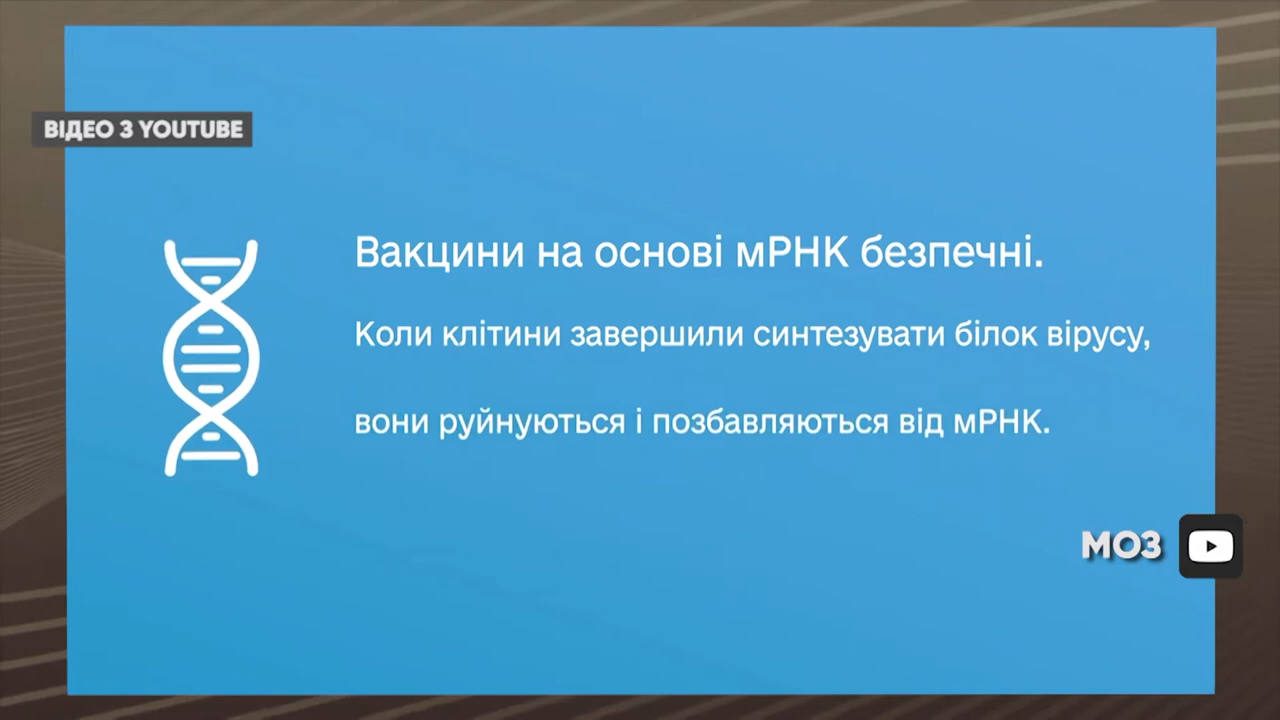 ВІДЕО З YOUTUBE
Вакцини на основі мРНК безпечні.
Коли клітини завершили синтезувати білок вірусу,
вони руйнуються і позбавляються від мРНК.
МОЗ